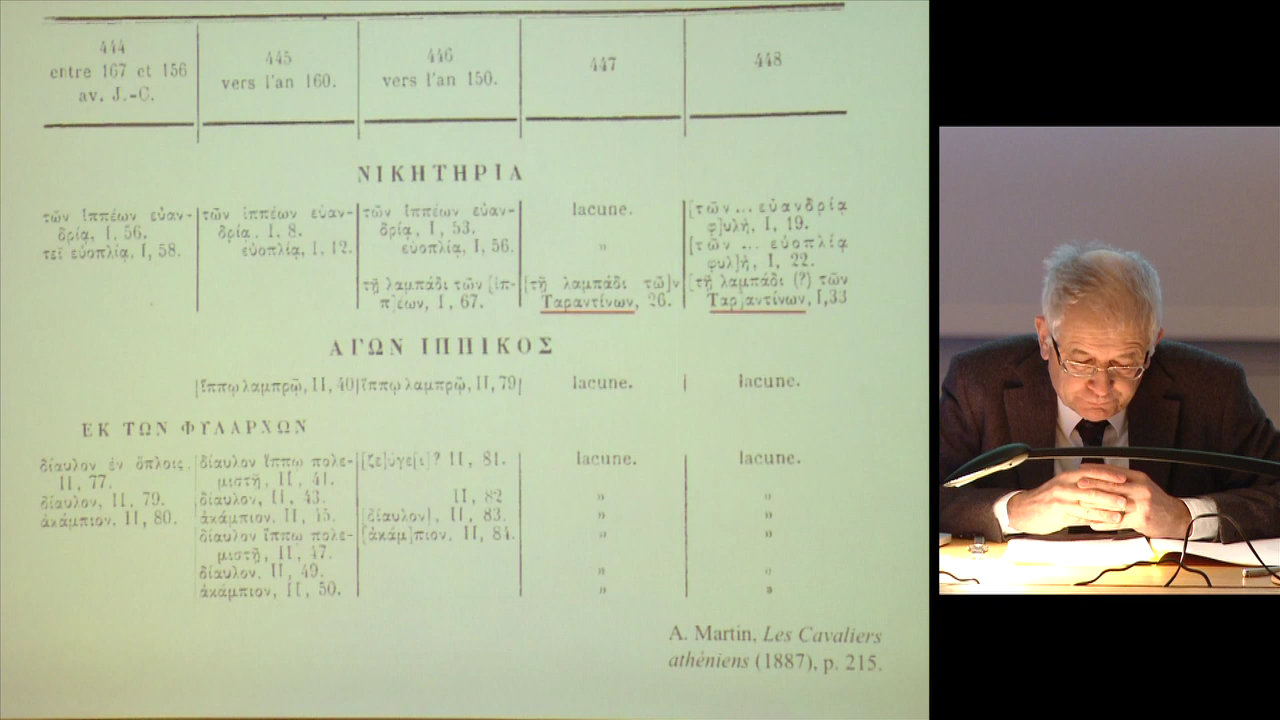 444
entre 167 et 156
av. J.-C.
445
vers l'an 160.
446
vers l'an 150.
447
448
ΝΙΚΗΤΗΡΙΑ
τῶν ἱππέων εὐαν-
δρίᾳ, I, 56.
τεῖ εὐοπλίᾳ, I, 58.
τῶν ἱππέων εὐαν-
δρίᾳ, I, 8.
εὐοπλίᾳ, I, 12.
τῶν ἱππέων εὐαν-
δρίᾳ, I, 53.
εὐοπλίᾳ, I, 56.
τῇ λαμπάδι τῶν [ἱπ-
π]έων, I, 67.
lacune.
»
[τῇ λαμπάδι τῶ]ν
Ταραντίνων, 26.
[τῶν ... εὐανδρίᾳ
φ]υλή, I, 19.
[τῶν ... εὐοπλίᾳ
φυλ]ή, I, 22.
[τῇ λαμπάδι (?) τῶν
Ταρ]αντίνων, I, 33
ΑΓΩΝ ΙΠΠΙΚΟΣ
ἵππῳ λαμπρῷ, II, 40
ἵππῳ λαμπρῷ, II, 79
lacune.
lacune.
ΕΚ ΤΩΝ ΦΥΛΑΡΧΩΝ
δίαυλον ἐν ὅπλοις.
II, 77.
δίαυλον, II, 79.
ἀκάμπιον, II, 80.
δίαυλον ἵππῳ πολε-
μιστῇ, II, 41.
δίαυλον, II, 43.
ἀκάμπιον, II, 45.
δίαυλον ἵππῳ πολε-
μιστῇ, II, 47.
δίαυλον, II, 49.
ἀκάμπιον, II, 50.
[ζε]ύγε[ι]? II, 81.
II, 82
[δίαυλον], II, 83.
[ἀκάμ]πιον, II, 84.
lacune.
»
»
»
»
»
lacune.
»
»
»
»
»
A. Martin, Les Cavaliers
athéniens (1887), p. 215.